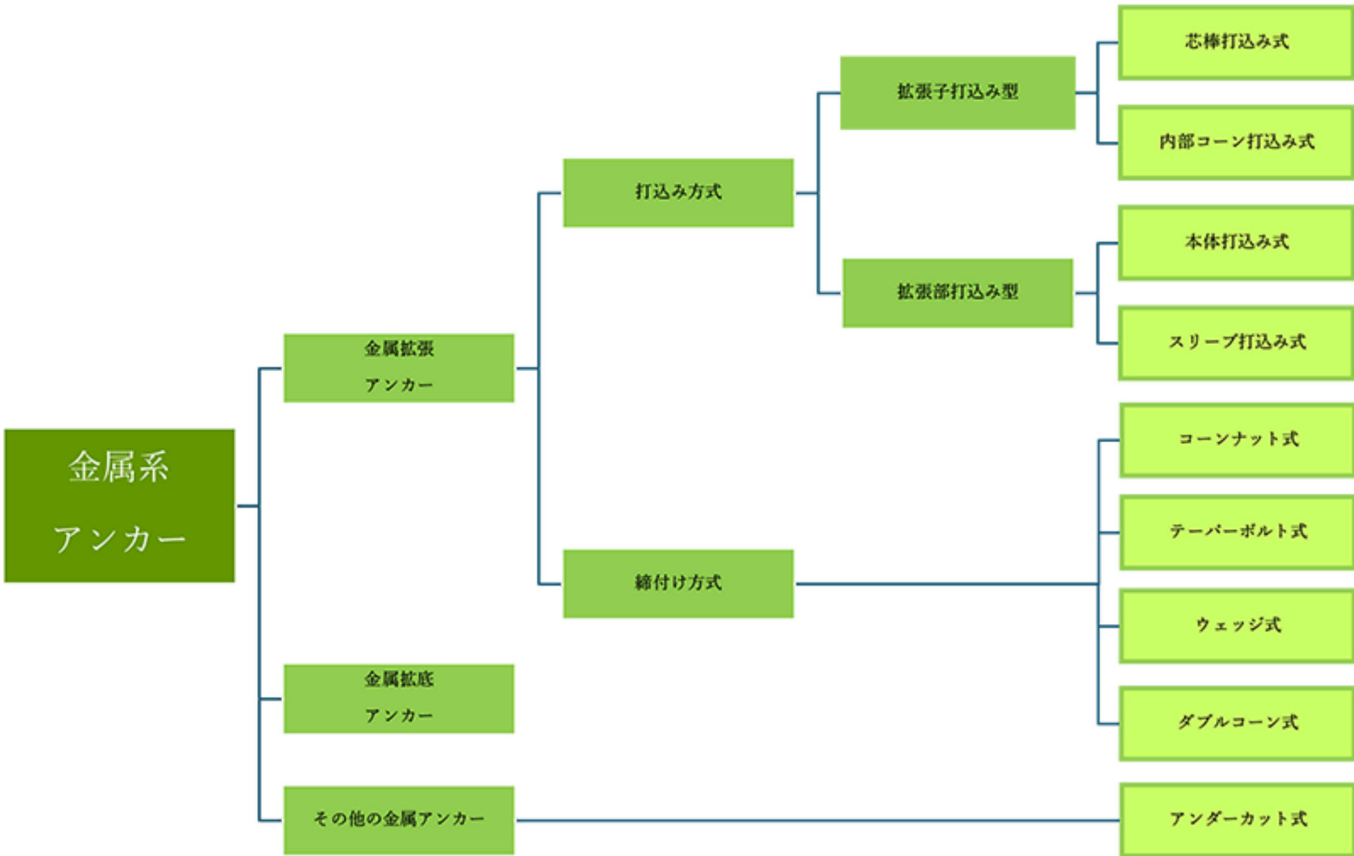 金属系
アンカー
金属拡張
アンカー
打込み方式
拡張子打込み型
芯棒打込み式
内部コーン打込み式
拡張部打込み型
本体打込み式
スリーブ打込み式
締付け方式
コーンナット式
テーパーボルト式
ウェッジ式
ダブルコーン式
金属拡底
アンカー
その他の金属アンカー
アンダーカット式